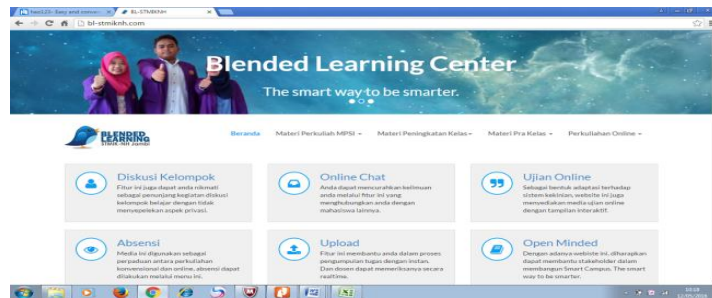 BL-STMIKNH
bl-stmiknh.com
Blended Learning Center
The smart way to be smarter.
BLENDED
LEARNING
STMIK-NH Jambi
Beranda Materi Perkuliah MPSI Materi Peningkatan Kelas Materi Pra Kelas Perkuliahan Online
Diskusi Kelompok
Fitur ini juga dapat anda nikmati
sebagai penunjang kegiatan diskusi
kelompok belajar dengan tidak
menyepelekan aspek privasi.
Online Chat
Anda dapat mencurahkan keilmuan
anda melalui fitur ini yang
menghubungkan anda dengan
mahasiswa lainnya.
Ujian Online
Sebagai bentuk adaptasi terhadap
sistem kekinian, website ini juga
menyediakan media ujian online
dengan tampilan interaktif.
Absensi
Media ini digunakan sebagai
perpaduan antara perkuliahan
konvensional dan online, absensi dapat
dilakukan melalui menu ini.
Upload
Fitur ini membantu anda dalam proses
pengumpulan tugas dengan instan.
Dan dosen dapat memeriksanya secara
realtime.
Open Minded
Dengan adanya webiste ini, diharapkan
dapat membantu stakeholder dalam
membangun Smart Campus. The smart
way to be smarter.